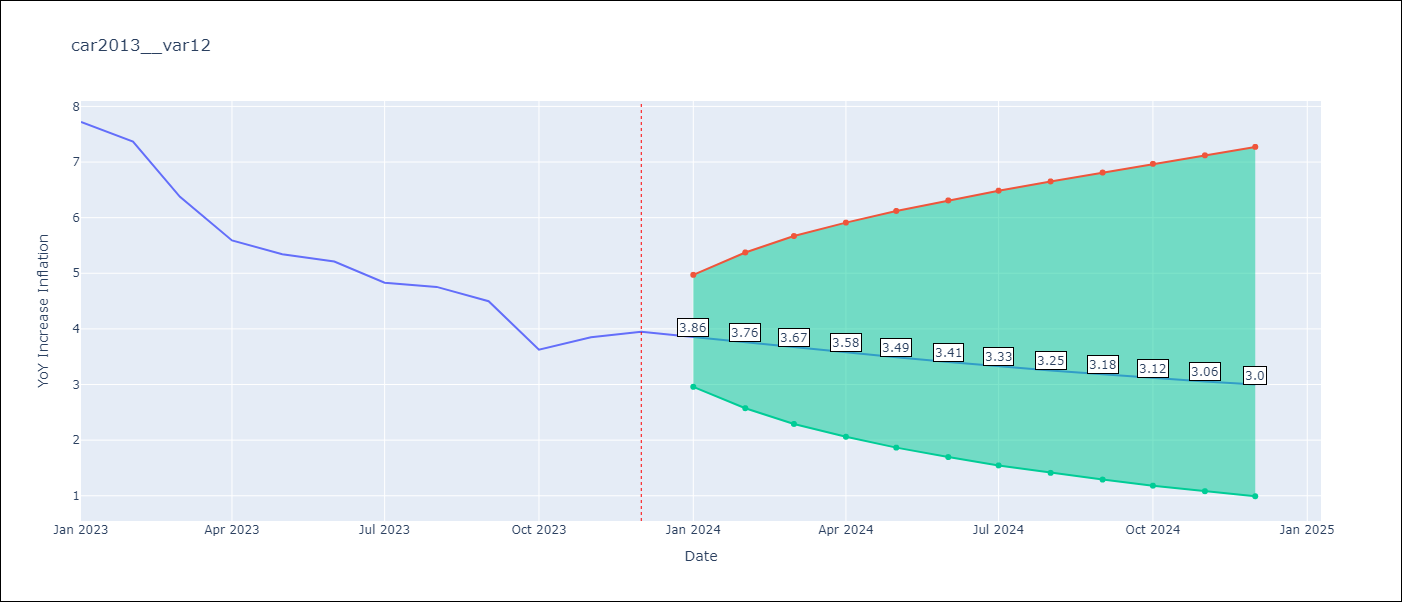 car2013__var12
8
7
6
5
4
3
2
1
YoY Increase Inflation
3.86
3.76
3.67
3.58
3.49
3.41
3.33
3.25
3.18
3.12
3.06
3.0
Jan 2023
Apr 2023
Jul 2023
Oct 2023
Jan 2024
Apr 2024
Jul 2024
Oct 2024
Jan 2025
Date